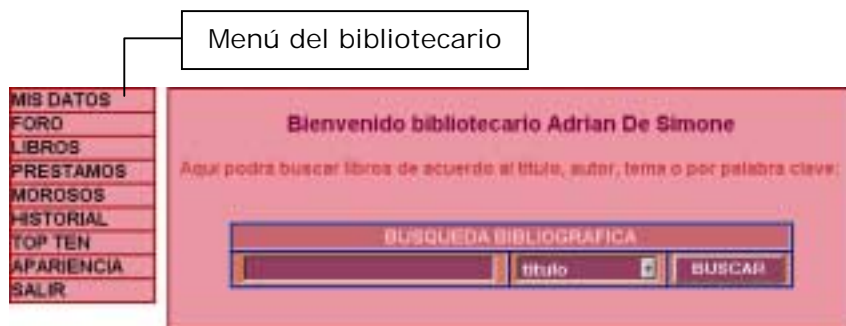 Menú del bibliotecario
MIS DATOS
FORO
LIBROS
PRESTAMOS
MOROSOS
HISTORIAL
TOP TEN
APARIENCIA
SALIR
Bienvenido bibliotecario Adrian De Simone
Aqui podra buscar libros de acuerdo al titulo, autor, tema o por palabra clave:
BUSQUEDA BIBLIOGRAFICA
titulo
BUSCAR